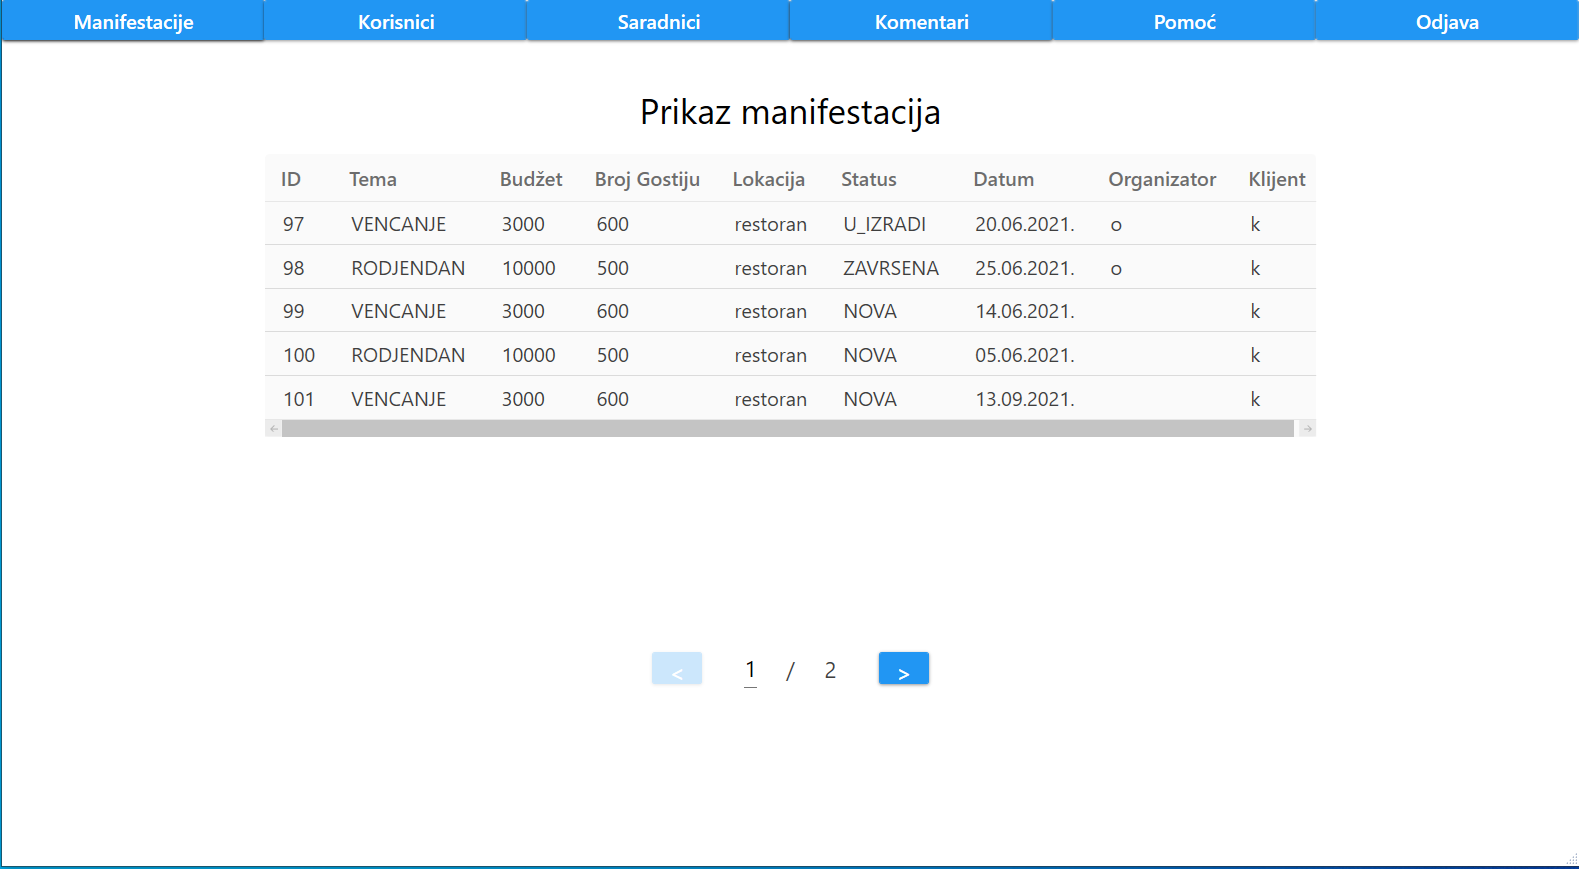 Manifestacije Korisnici Saradnici Komentari Pomoć Odjava
Prikaz manifestacija
ID Tema Budžet Broj Gostiju Lokacija Status Datum Organizator Klijent
97 VENCANJE 3000 600 restoran U_IZRADI 20.06.2021. o k
98 RODJENDAN 10000 500 restoran ZAVRSENA 25.06.2021. o k
99 VENCANJE 3000 600 restoran NOVA 14.06.2021. k
100 RODJENDAN 10000 500 restoran NOVA 05.06.2021. k
101 VENCANJE 3000 600 restoran NOVA 13.09.2021. k
< 1 / 2 >